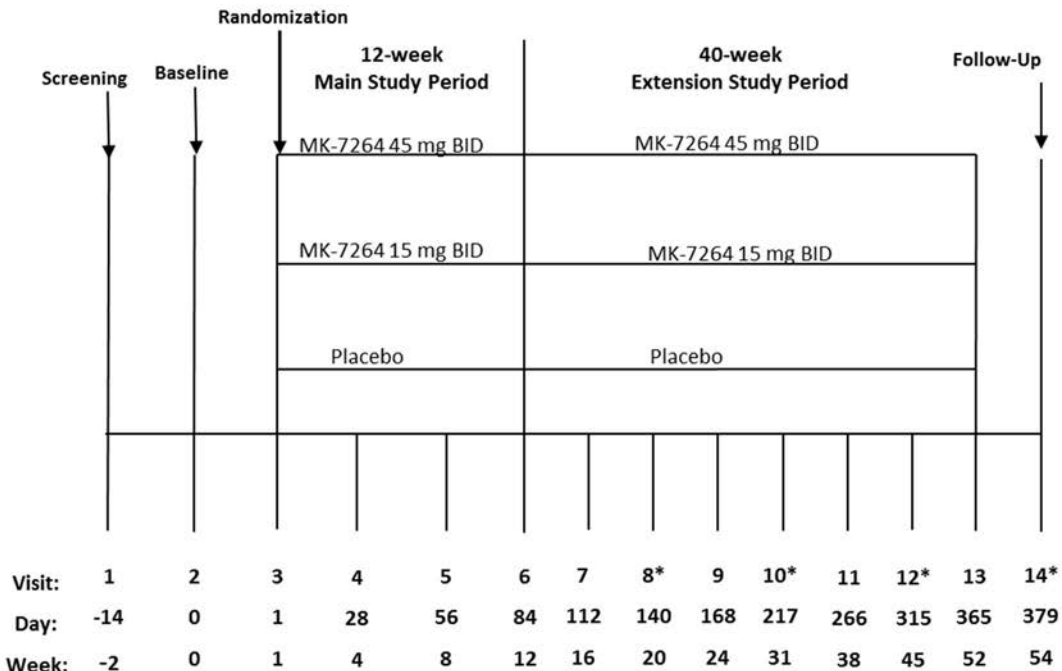 Randomization
Screening
Baseline
12-week
Main Study Period
40-week
Extension Study Period
Follow-Up
MK-7264 45 mg BID
MK-7264 45 mg BID
MK-7264 15 mg BID
MK-7264 15 mg BID
Placebo
Placebo
Visit: 1 2 3 4 5 6 7 8* 9 10* 11 12* 13 14*
Day: -14 0 1 28 56 84 112 140 168 217 266 315 365 379
Week: -2 0 1 4 8 12 16 20 24 31 38 45 52 54